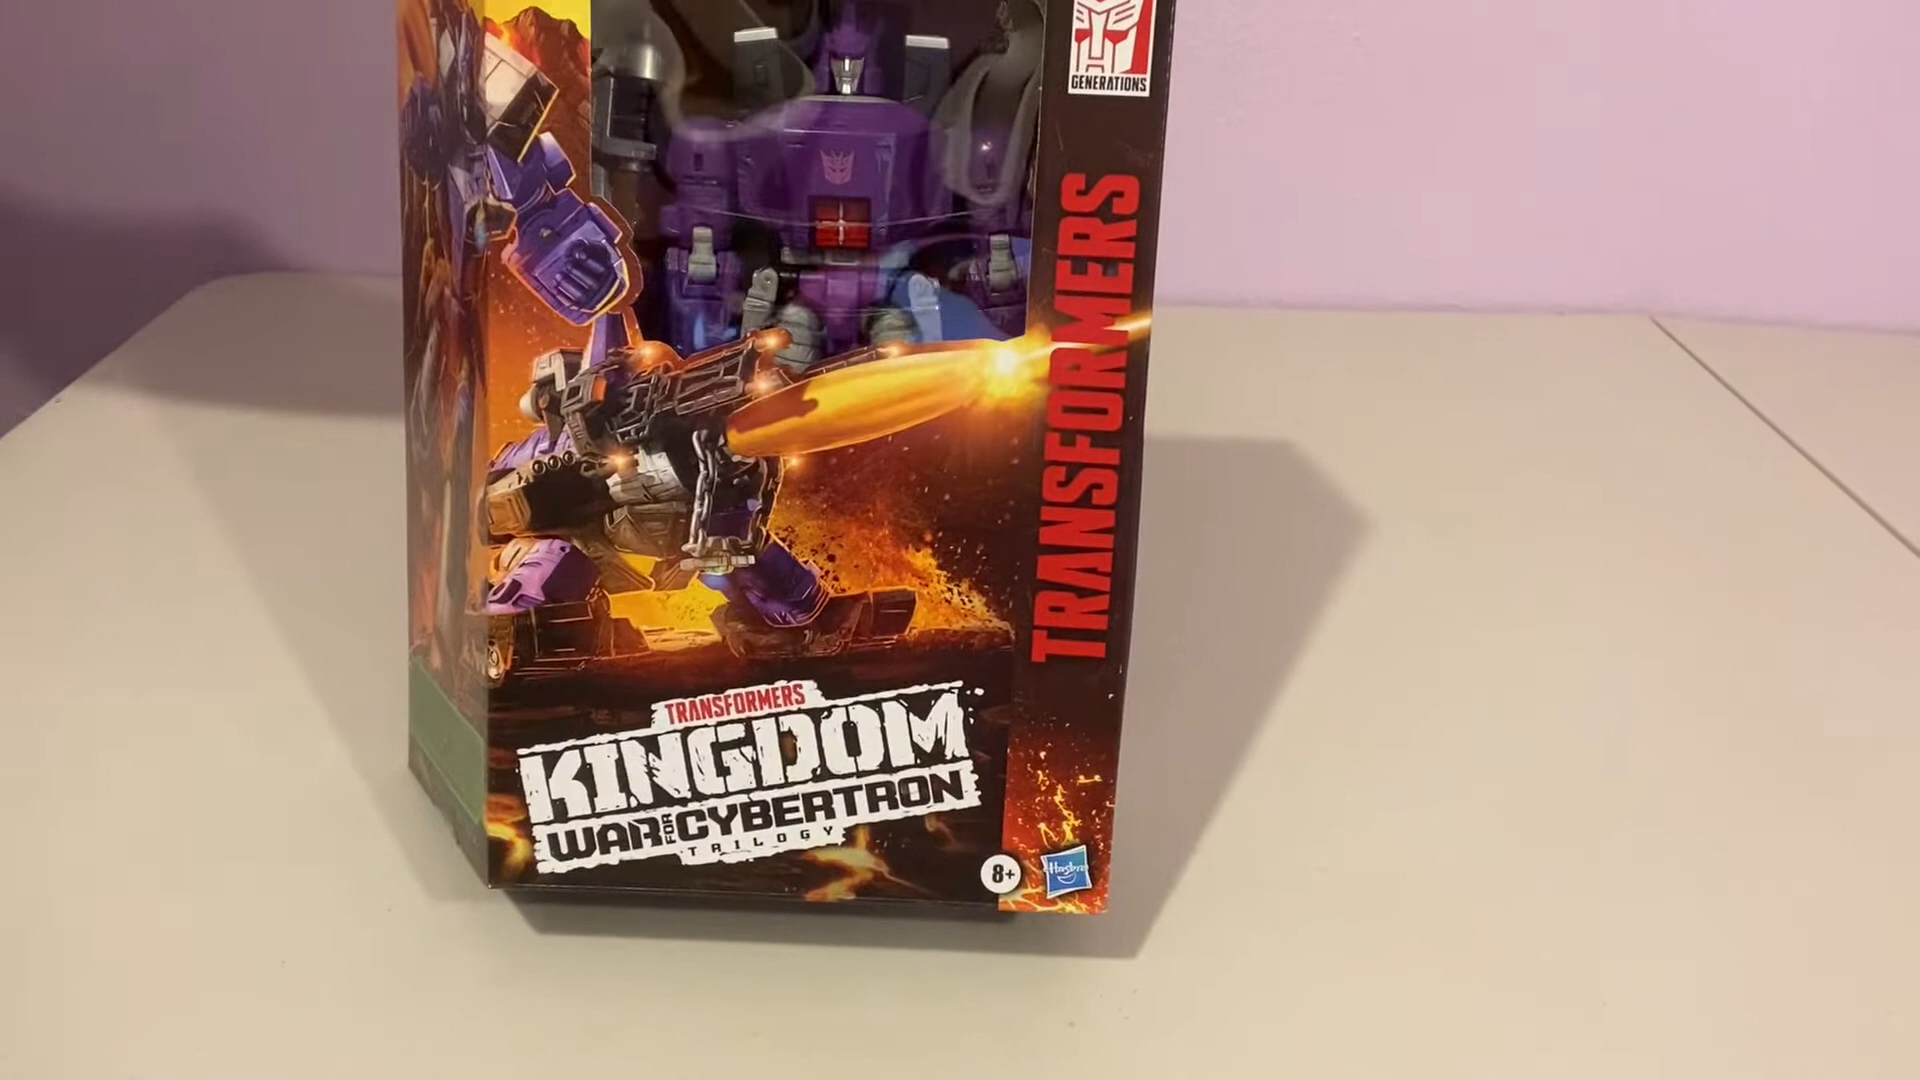 GENERATIONS
TRANSFORMERS
TRANSFORMERS
KINGDOM
WAR FOR CYBERTRON
TRILOGY
8+
Hasbro